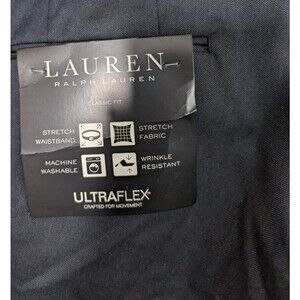 LAUREN
RALPH LAUREN
CLASSIC FIT
STRETCH WAISTBAND
STRETCH FABRIC
MACHINE WASHABLE
WRINKLE RESISTANT
ULTRAFLEX
CRAFTED FOR MOVEMENT